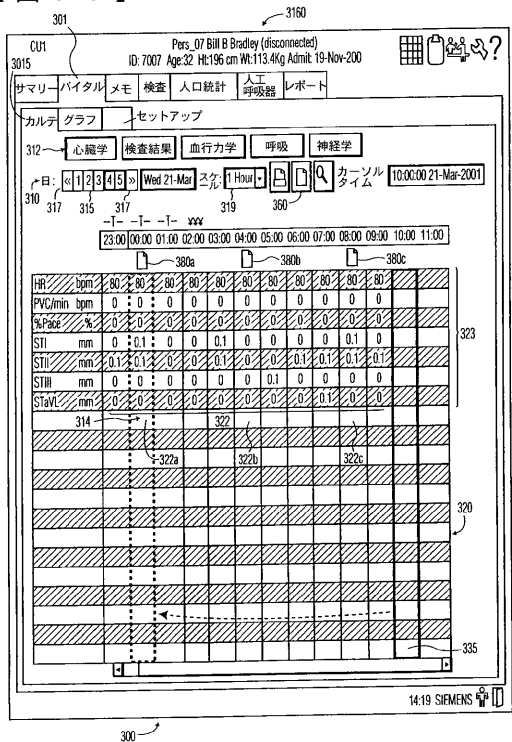 3160
301
CU1
Pers_07 Bill B Bradley (disconnected)
ID: 7007 Age:32 Ht:196 cm Wt:113.4Kg Admit: 19-Nov-200
?
3015
サマリー バイタル メモ 検査 人口統計 人工呼吸器 レポート
カルテ グラフ セットアップ
312 心臓学 検査結果 血行力学 呼吸 神経学
310 日: « 1 2 3 4 5 » Wed 21-Mar スケール: 1 Hour カーソルタイム 10:00:00 21-Mar-2001
317 315 317 319 360
-T- -T- -T-
23:00 00:00 01:00 02:00 03:00 04:00 05:00 06:00 07:00 08:00 09:00 10:00 11:00
380a 380b 380c
HR bpm 80 80 80 80 80 80 80 80 80 80 80
PVC/min bpm 0 0 0 0 0 0 0 0 0 0 0
%Pace % 0 0 0 0 0 0 0 0 0 0 0
323
STI mm 0 0.1 0 0 0.1 0 0 0 0 0.1 0
STII mm 0.1 0.1 0 0 0.1 0 0 0.1 0.1 0.1 0.1
STIII mm 0 0 0 0 0 0 0.1 0 0 0 0
STaVL mm 0 0 0 0 0 0 0 0 0.1 0 0
314 322
322a 322b 322c
320
335
14:19 SIEMENS
300